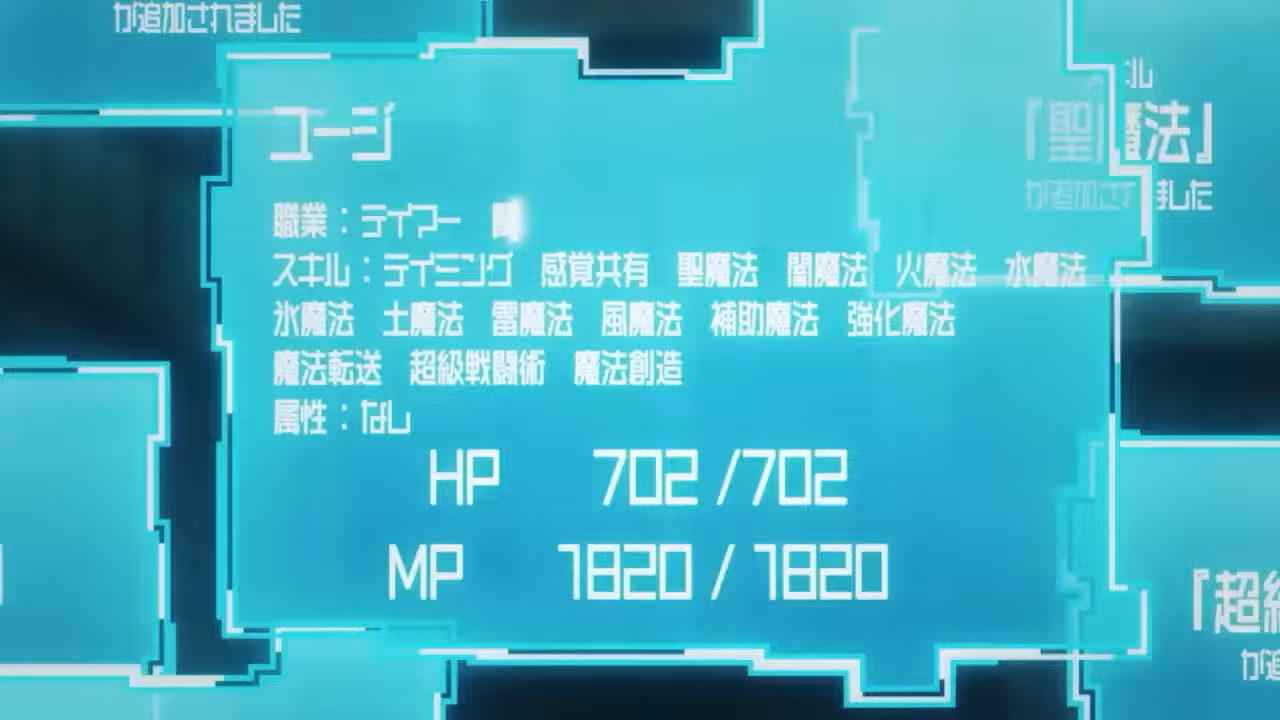 が追加されました
ユージ
職業：テイマー
スキル：テイミング 感覚共有 聖魔法 闇魔法 火魔法 水魔法
氷魔法 土魔法 雷魔法 風魔法 補助魔法 強化魔法
魔法転送 超級戦闘術 魔法創造
属性：なし
HP 702 /702
MP 1820 / 1820
『聖魔法』
が追加されました
『超級